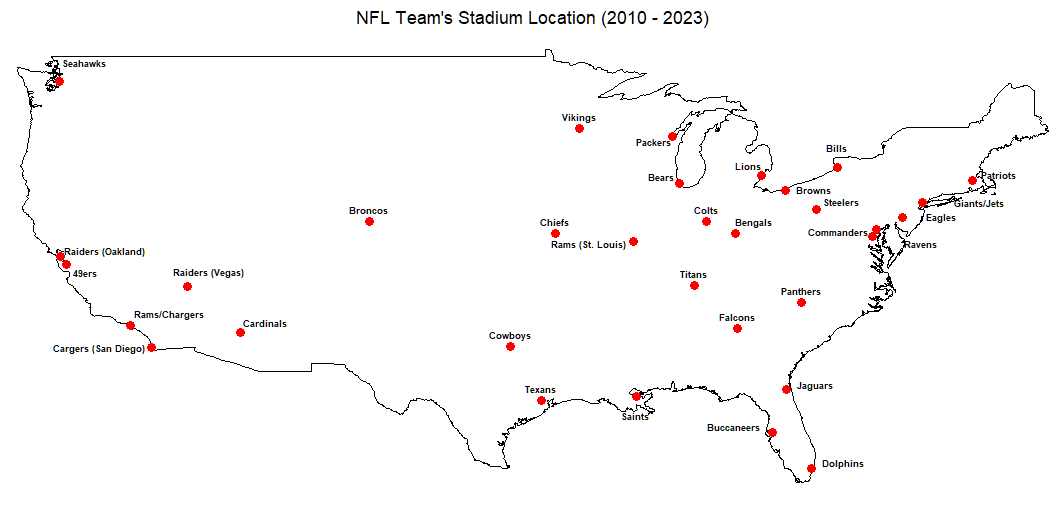 NFL Team's Stadium Location (2010 - 2023)
Seahawks
Vikings
Packers
Bills
Lions
Bears
Patriots
Browns
Steelers
Giants/Jets
Broncos
Colts
Bengals
Eagles
Chiefs
Commanders
Rams (St. Louis)
Ravens
Raiders (Oakland)
49ers
Raiders (Vegas)
Titans
Panthers
Rams/Chargers
Cardinals
Falcons
Cowboys
Cargers (San Diego)
Texans
Jaguars
Saints
Buccaneers
Dolphins